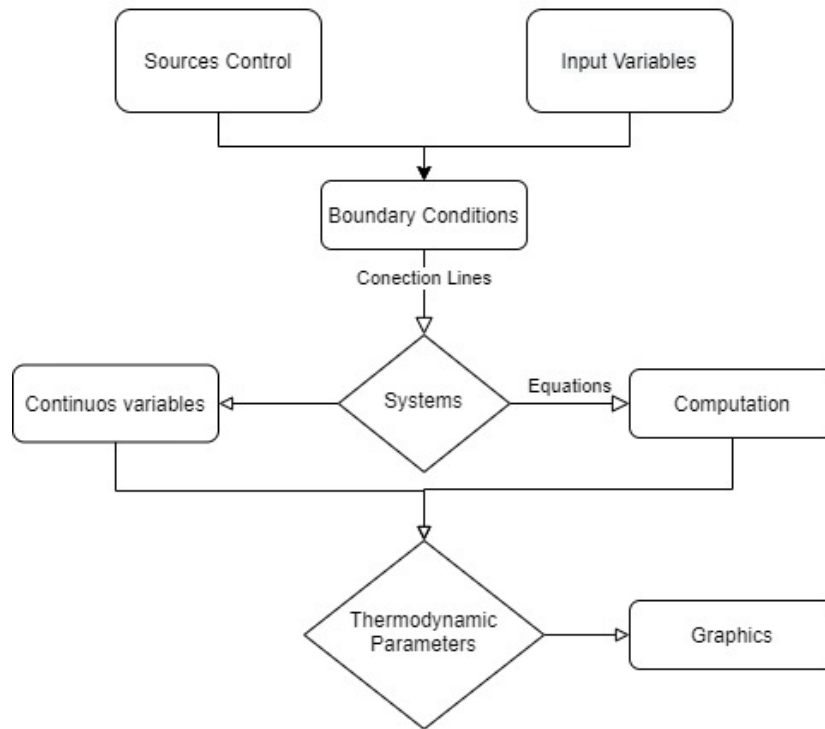 Sources Control
Input Variables
Boundary Conditions
Conection Lines
Continuos variables
Systems
Equations
Computation
Thermodynamic
Parameters
Graphics